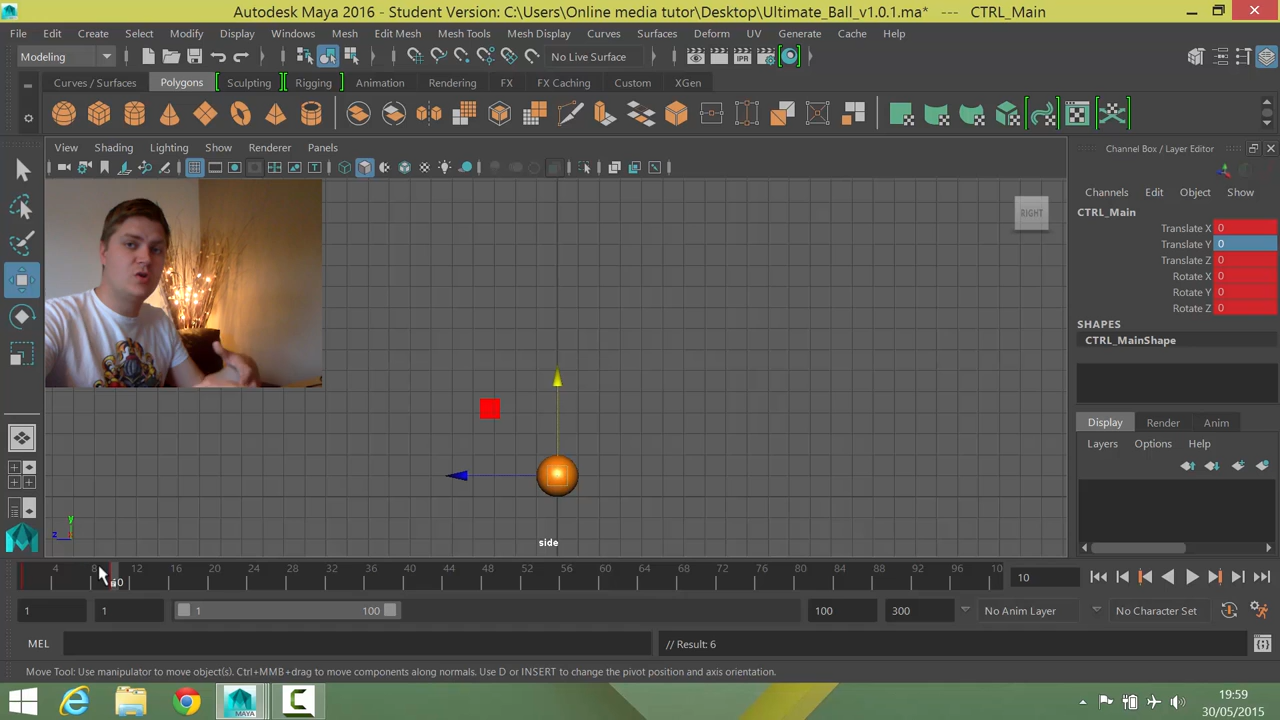 Autodesk Maya 2016 - Student Version: C:\Users\Online media tutor\Desktop\Ultimate_Ball_v1.0.1.ma* --- CTRL_Main
File Edit Create Select Modify Display Windows Mesh Edit Mesh Mesh Tools Mesh Display Curves Surfaces Deform UV Generate Cache Help
Modeling No Live Surface
Curves / Surfaces Polygons Sculpting Rigging Animation Rendering FX FX Caching Custom XGen
View Shading Lighting Show Renderer Panels
Channel Box / Layer Editor
Channels Edit Object Show
RIGHT
CTRL_Main
Translate X 0
Translate Y 0
Translate Z 0
Rotate X 0
Rotate Y 0
Rotate Z 0
SHAPES
CTRL_MainShape
Display Render Anim
Layers Options Help
y
z
side
4 8 12 16 20 24 28 32 36 40 44 48 52 56 60 64 68 72 76 80 84 88 92 96 100
10
10
1 1 1 100 100 300 No Anim Layer No Character Set
MEL // Result: 6
Move Tool: Use manipulator to move object(s). Ctrl+MMB+drag to move components along normals. Use D or INSERT to change the pivot position and axis orientation.
MAYA
19:59
30/05/2015